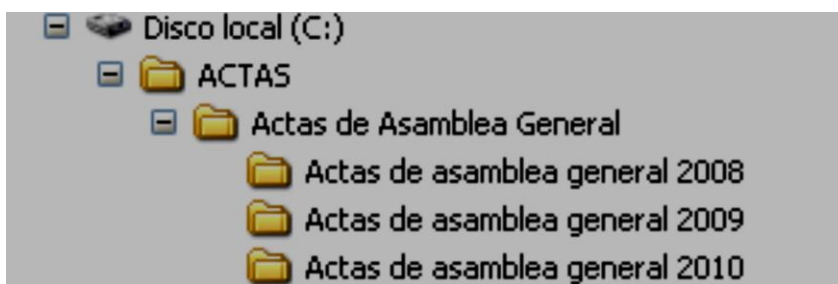 Disco local (C:)
ACTAS
Actas de Asamblea General
Actas de asamblea general 2008
Actas de asamblea general 2009
Actas de asamblea general 2010